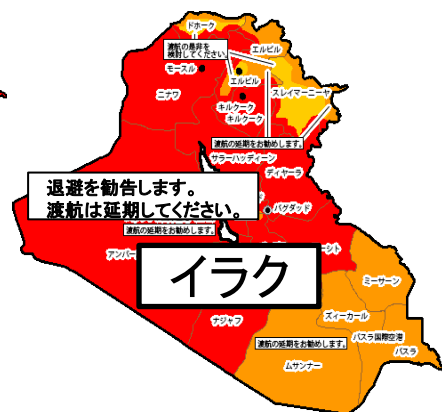 ドホーク
エルビル
渡航の是非を
検討してください。
モースル
エルビル
スレイマーニーヤ
ニナワ
キルクーク
キルクーク
渡航の延期をお勧めします。
サラーハッディーン
ディヤーラ
退避を勧告します。
渡航は延期してください。
バグダッド
渡航の延期をお勧めします。
イラク
ミーサーン
ナジャフ
ズィーカール
バスラ国際空港
バスラ
渡航の延期をお勧めします。
ムサンナー